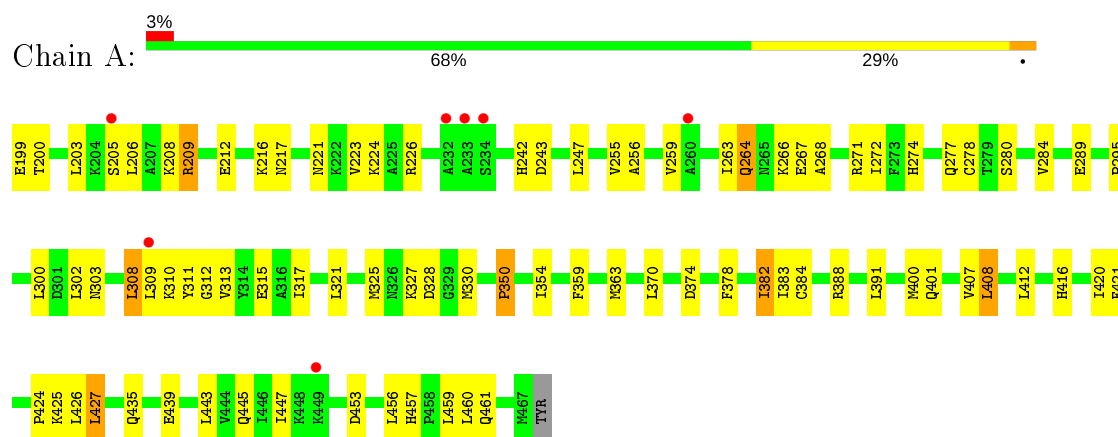 3%
Chain A:
68% 29% •
E199 T200 L203 K204 S205 L206 A207 K208 R209 E212 K216 N217 N221 K222 V223 K224 A225 R226 A232 A233 S234 H242 D243 L247 V255 A256 V259 A260 I263 Q264 N265 K266 E267 A268 R271 I272 F273 H274 Q277 C278 T279 S280 V284 E289
L300 D301 L302 N303 L308 L309 K310 Y311 G312 V313 Y314 E315 A316 I317 L321 M325 N326 K327 D328 G329 M330 P350 I354 F359 M363 L370 D374 F378 I382 I383 C384 R388 L391 M400 Q401 V407 L408 L412 H416 I420
P424 K425 L426 L427 Q435 E439 L443 V444 Q445 I446 I447 K448 K449 D453 L456 H457 P458 L459 L460 Q461 M467 TYR